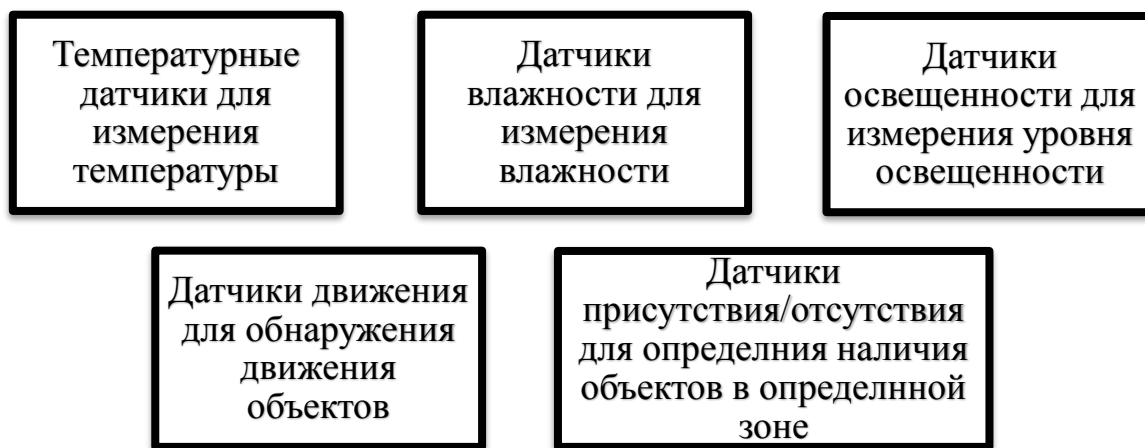 Температурные
датчики для
измерения
температуры
Датчики
влажности для
измерения
влажности
Датчики
освещенности для
измерения уровня
освещенности
Датчики движения
для обнаружения
движения
объектов
Датчики
присутствия/отсутствия
для определния наличия
объектов в определнной
зоне